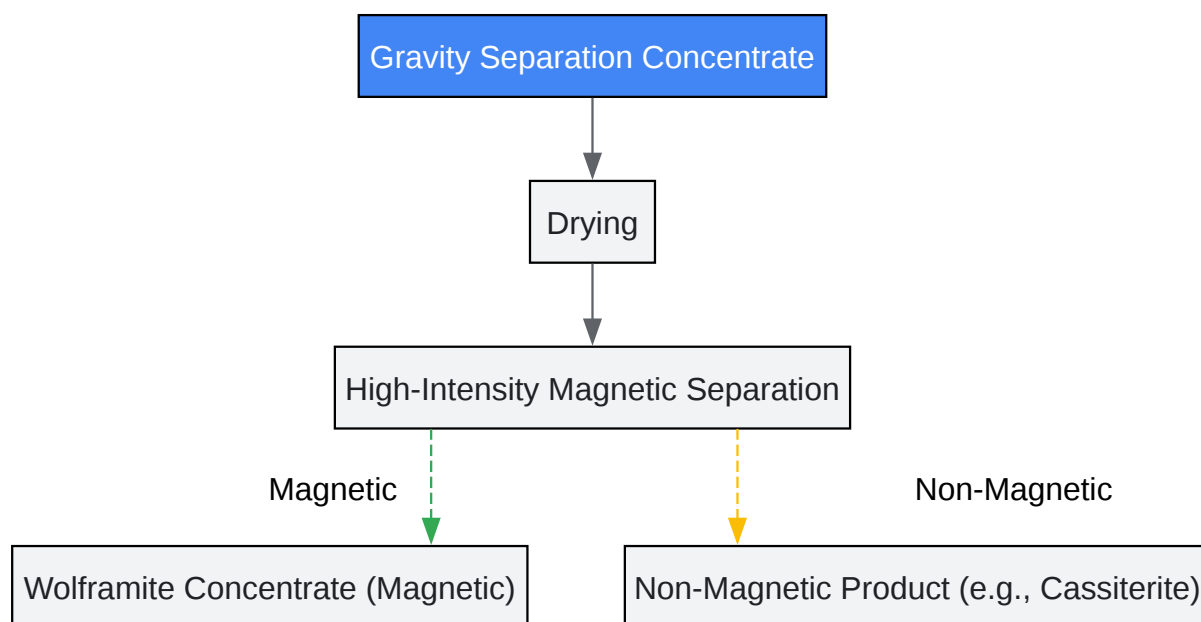 Gravity Separation Concentrate
Drying
High-Intensity Magnetic Separation
Magnetic
Non-Magnetic
Wolframite Concentrate (Magnetic)
Non-Magnetic Product (e.g., Cassiterite)